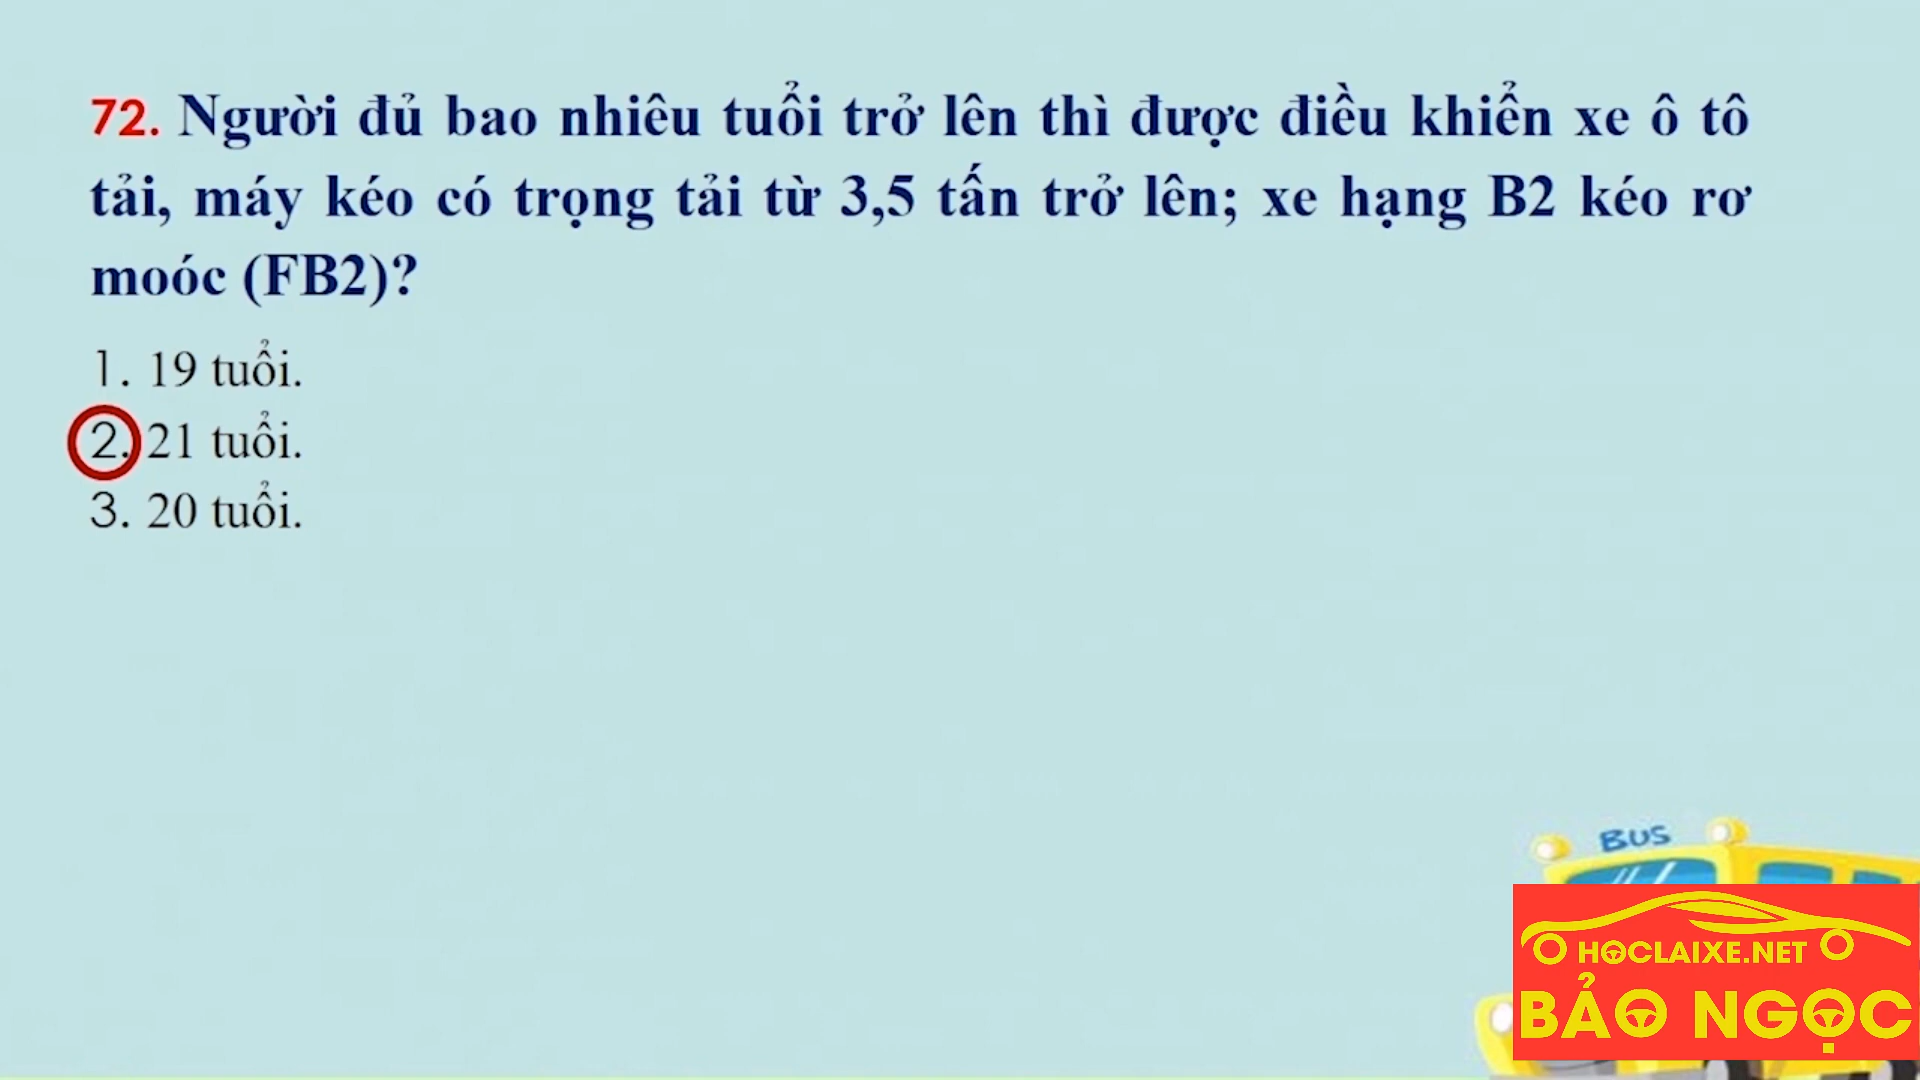 72. Người đủ bao nhiêu tuổi trở lên thì được điều khiển xe ô tô
tải, máy kéo có trọng tải từ 3,5 tấn trở lên; xe hạng B2 kéo rơ
moóc (FB2)?
1. 19 tuổi.
2. 21 tuổi.
3. 20 tuổi.
BUS
HỌCLAIXE.NET
BẢO NGỌC